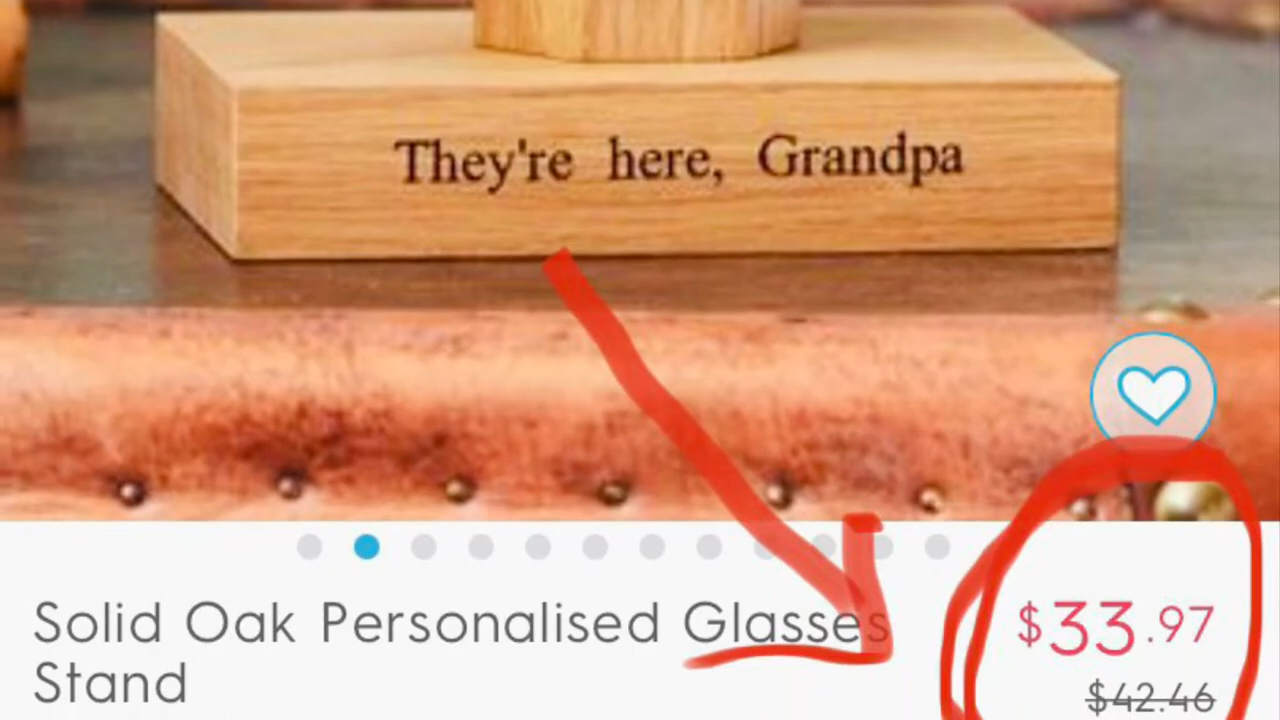 They're here, Grandpa
Solid Oak Personalised Glasses
Stand
$33.97
$42.46